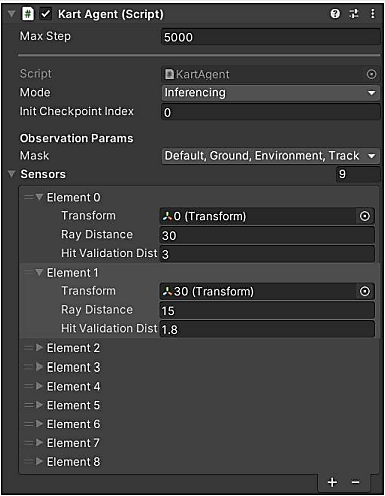 Kart Agent (Script)
Max Step 5000
Script KartAgent
Mode Inferencing
Init Checkpoint Index 0
Observation Params
Mask Default, Ground, Environment, Track
Sensors 9
Element 0
Transform 0 (Transform)
Ray Distance 30
Hit Validation Dist 3
Element 1
Transform 30 (Transform)
Ray Distance 15
Hit Validation Dist 1.8
Element 2
Element 3
Element 4
Element 5
Element 6
Element 7
Element 8